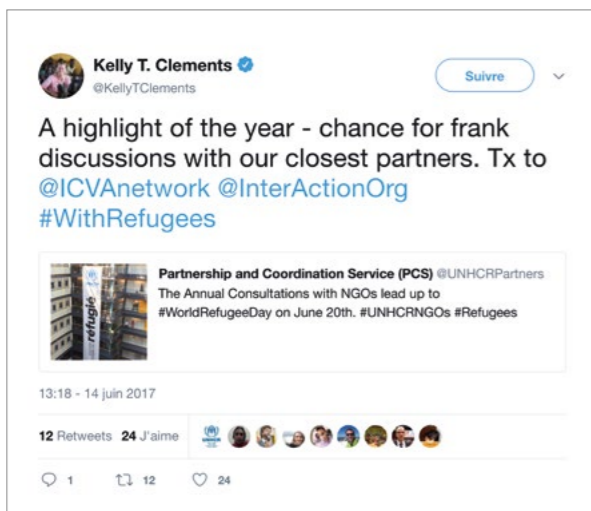 Kelly T. Clements
@KellyTClements
Suivre
A highlight of the year - chance for frank
discussions with our closest partners. Tx to
@ICVAnetwork @InterActionOrg
#WithRefugees
réfugié
Partnership and Coordination Service (PCS) @UNHCRPartners
The Annual Consultations with NGOs lead up to
#WorldRefugeeDay on June 20th. #UNHCRNGOs #Refugees
13:18 - 14 juin 2017
12 Retweets 24 J'aime
UNHCR
1 12 24